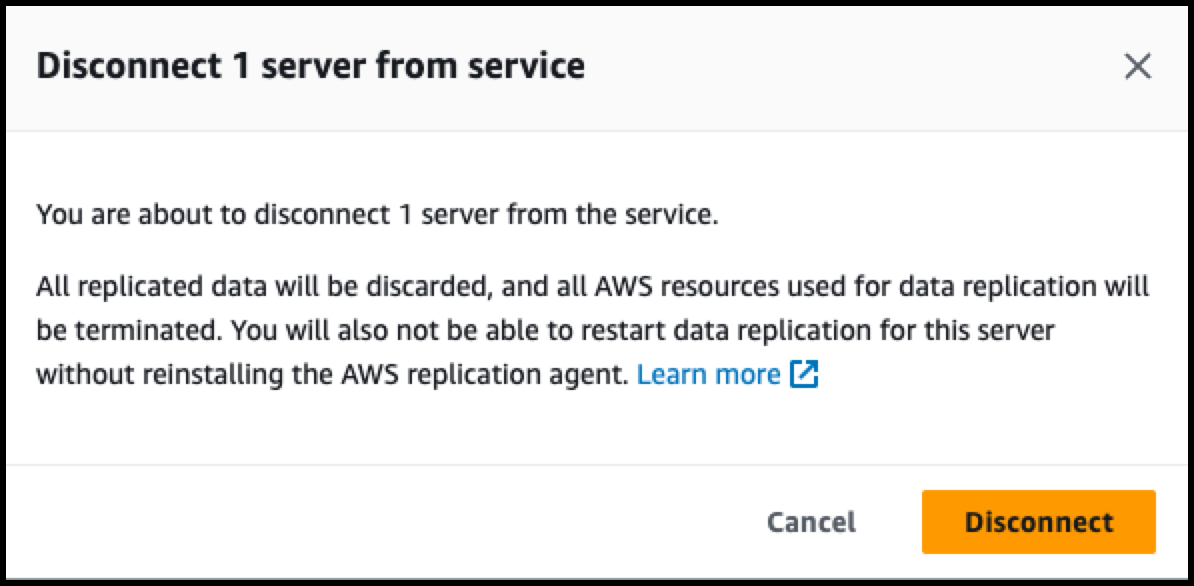 Disconnect 1 server from service
You are about to disconnect 1 server from the service.
All replicated data will be discarded, and all AWS resources used for data replication will
be terminated. You will also not be able to restart data replication for this server
without reinstalling the AWS replication agent. Learn more
Cancel Disconnect